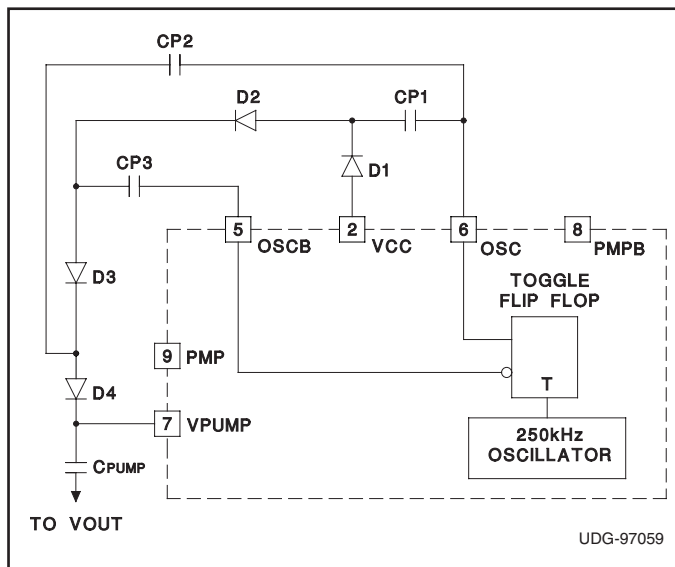 CP2
D2
CP1
CP3
D1
5
2
6
8
OSCB
VCC
OSC
PMPB
TOGGLE
FLIP FLOP
D3
9 PMP
T
D4
7 VPUMP
250kHz
OSCILLATOR
CPUMP
TO VOUT
UDG-97059